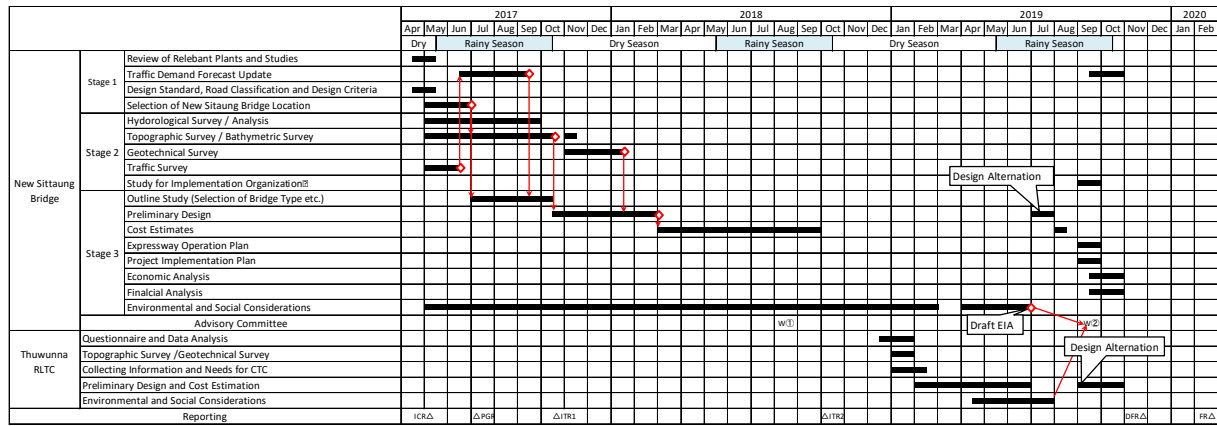 2017 2018 2019 2020
Apr May Jun Jul Aug Sep Oct Nov Dec Jan Feb Mar Apr May Jun Jul Aug Sep Oct Nov Dec Jan Feb Mar Apr May Jun Jul Aug Sep Oct Nov Dec Jan Feb
Dry Rainy Season Dry Season Rainy Season Dry Season Rainy Season
New Sittaung Bridge
Stage 1
Review of Relebant Plants and Studies
Traffic Demand Forecast Update
Design Standard, Road Classification and Design Criteria
Selection of New Sitaung Bridge Location
Stage 2
Hydorological Survey / Analysis
Topographic Survey / Bathymetric Survey
Geotechnical Survey
Traffic Survey
Study for Implementation Organization
Design Alternation
Stage 3
Outline Study (Selection of Bridge Type etc.)
Preliminary Design
Cost Estimates
Expressway Operation Plan
Project Implementation Plan
Economic Analysis
Finalcial Analysis
Environmental and Social Considerations
Draft EIA
Advisory Committee W① W②
Thuwunna RLTC
Questionnaire and Data Analysis
Design Alternation
Topographic Survey /Geotechnical Survey
Collecting Information and Needs for CTC
Preliminary Design and Cost Estimation
Environmental and Social Considerations
Reporting ICR△ △PGR △ITR1 △ITR2 DFR△ FR△